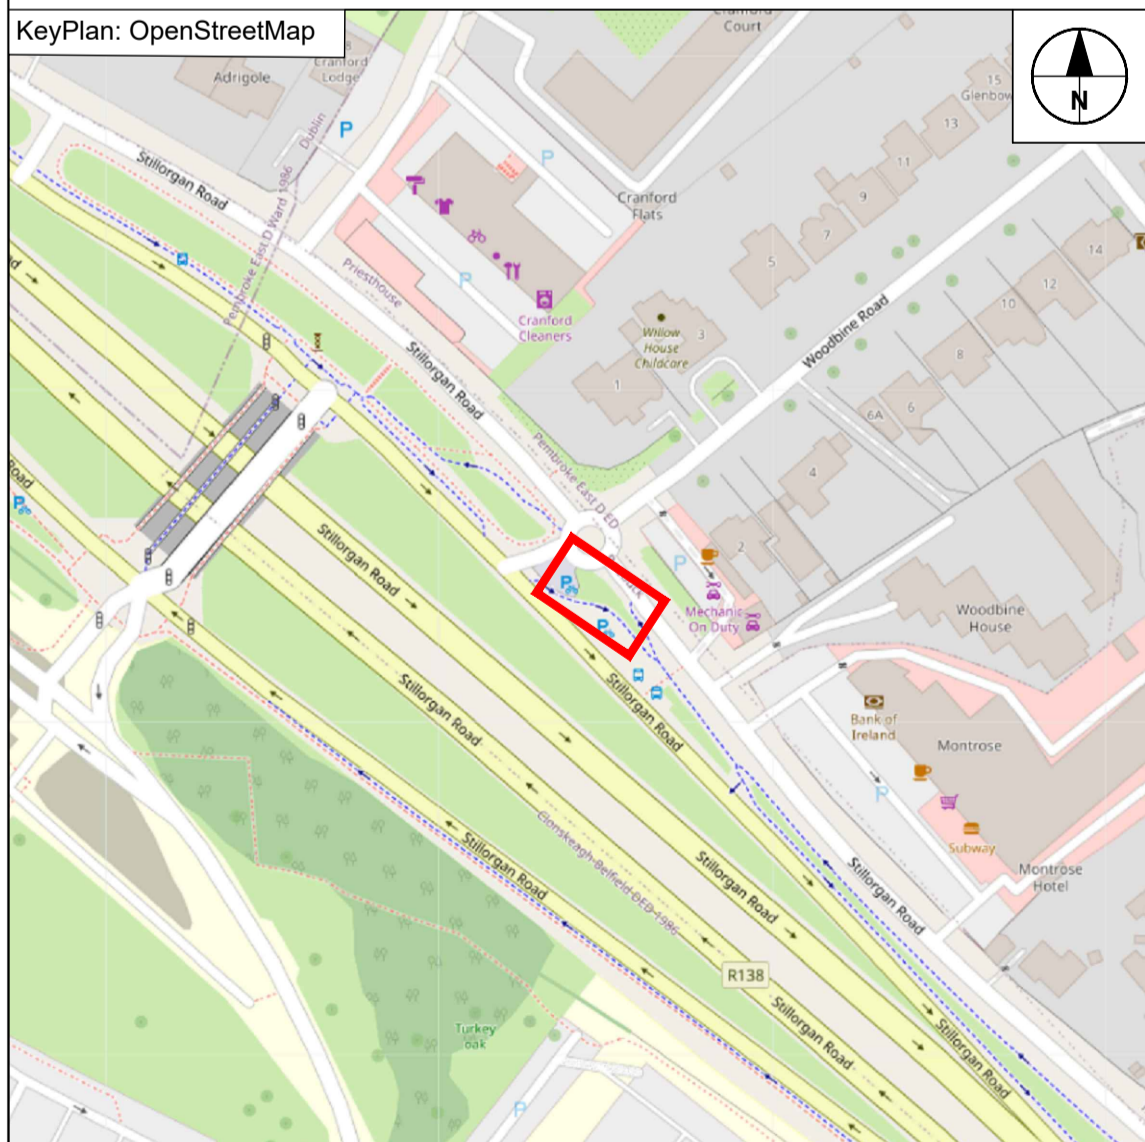 KeyPlan: OpenStreetMap
N
Cranford
Court
Adrigole
Cranford
Lodge
8
P
P
15
Glenbow
13
11
9
7
5
Stillorgan Road
Pembroke East D Ward 1986
Dublin
Cranford
Flats
Priesthouse
P
Cranford
Cleaners
Willow
House
Childcare
3
1
Woodbine Road
14
12
10
8
6
6A
4
2
Stillorgan Road
Pembroke East D ED
Road
P
Mechanic
On Duty
P
P
P
Woodbine
House
Stillorgan Road
Stillorgan Road
Stillorgan Road
Bank of
Ireland
Montrose
P
Subway
Montrose
Hotel
Clonskeagh-Belfield DED 1986
Stillorgan Road
Stillorgan Road
Stillorgan Road
R138
Stillorgan Road
Stillorgan Road
Turkey
oak
P